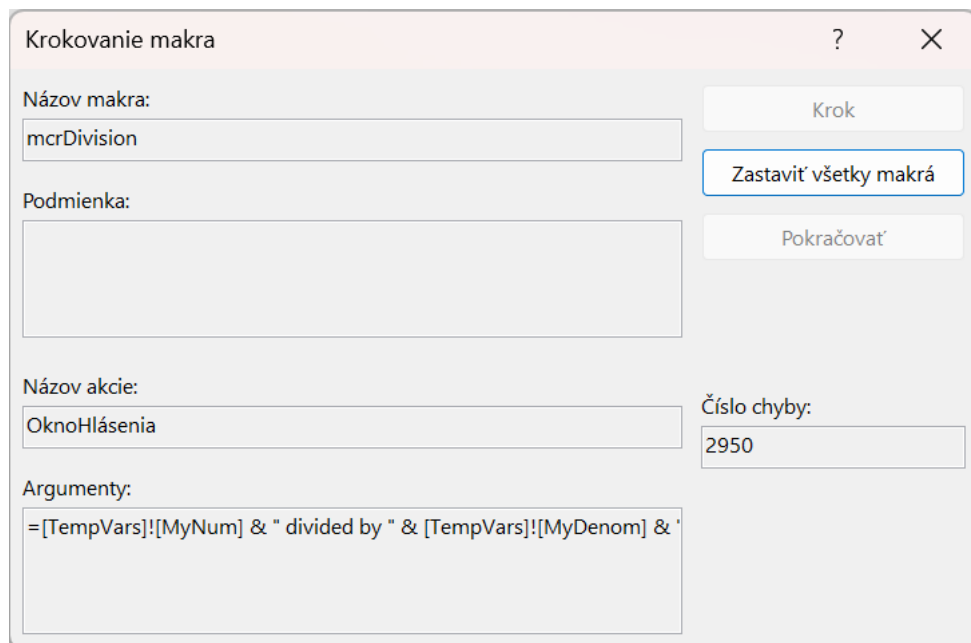 Krokovanie makra
?
Názov makra:
mcrDivision
Krok
Zastaviť všetky makrá
Podmienka:
Pokračovať
Názov akcie:
OknoHlásenia
Číslo chyby:
2950
Argumenty:
=[TempVars]![MyNum] & " divided by " & [TempVars]![MyDenom] & '